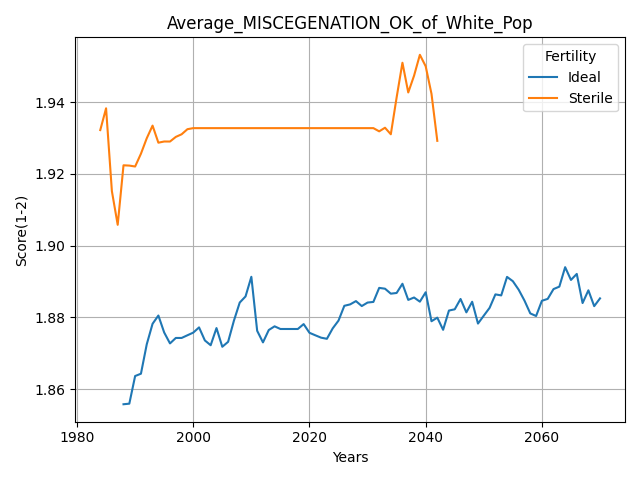 Average_MISCEGENATION_OK_of_White_Pop
Fertility
Ideal
Sterile
1.94
1.92
1.90
1.88
1.86
Score(1-2)
1980
2000
2020
2040
2060
Years